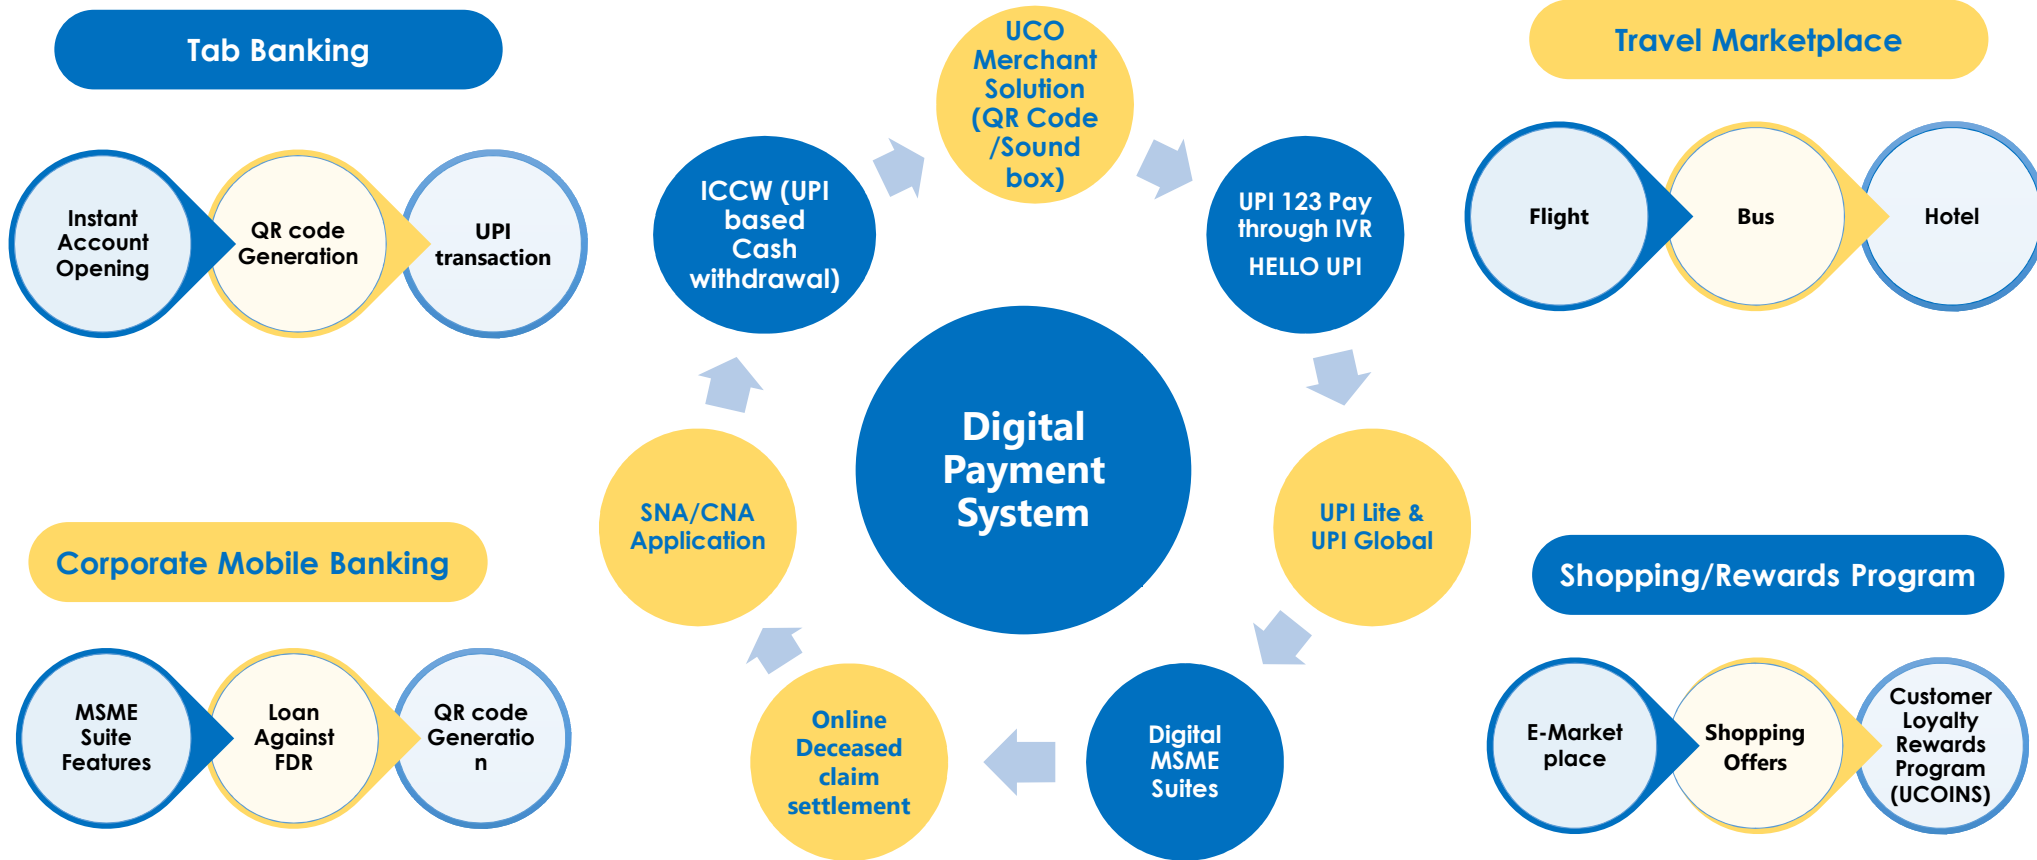 Tab Banking
Instant
Account
Opening
QR code
Generation
UPI
transaction
Corporate Mobile Banking
MSME
Suite
Features
Loan
Against
FDR
QR code
Generatio
n
UCO
Merchant
Solution
(QR Code
/Sound
box)
UPI 123 Pay
through IVR
HELLO UPI
UPI Lite &
UPI Global
Digital
MSME
Suites
Online
Deceased
claim
settlement
SNA/CNA
Application
ICCW (UPI
based
Cash
withdrawal)
Digital
Payment
System
Travel Marketplace
Flight
Bus
Hotel
Shopping/Rewards Program
E-Market
place
Shopping
Offers
Customer
Loyalty
Rewards
Program
(UCOINS)